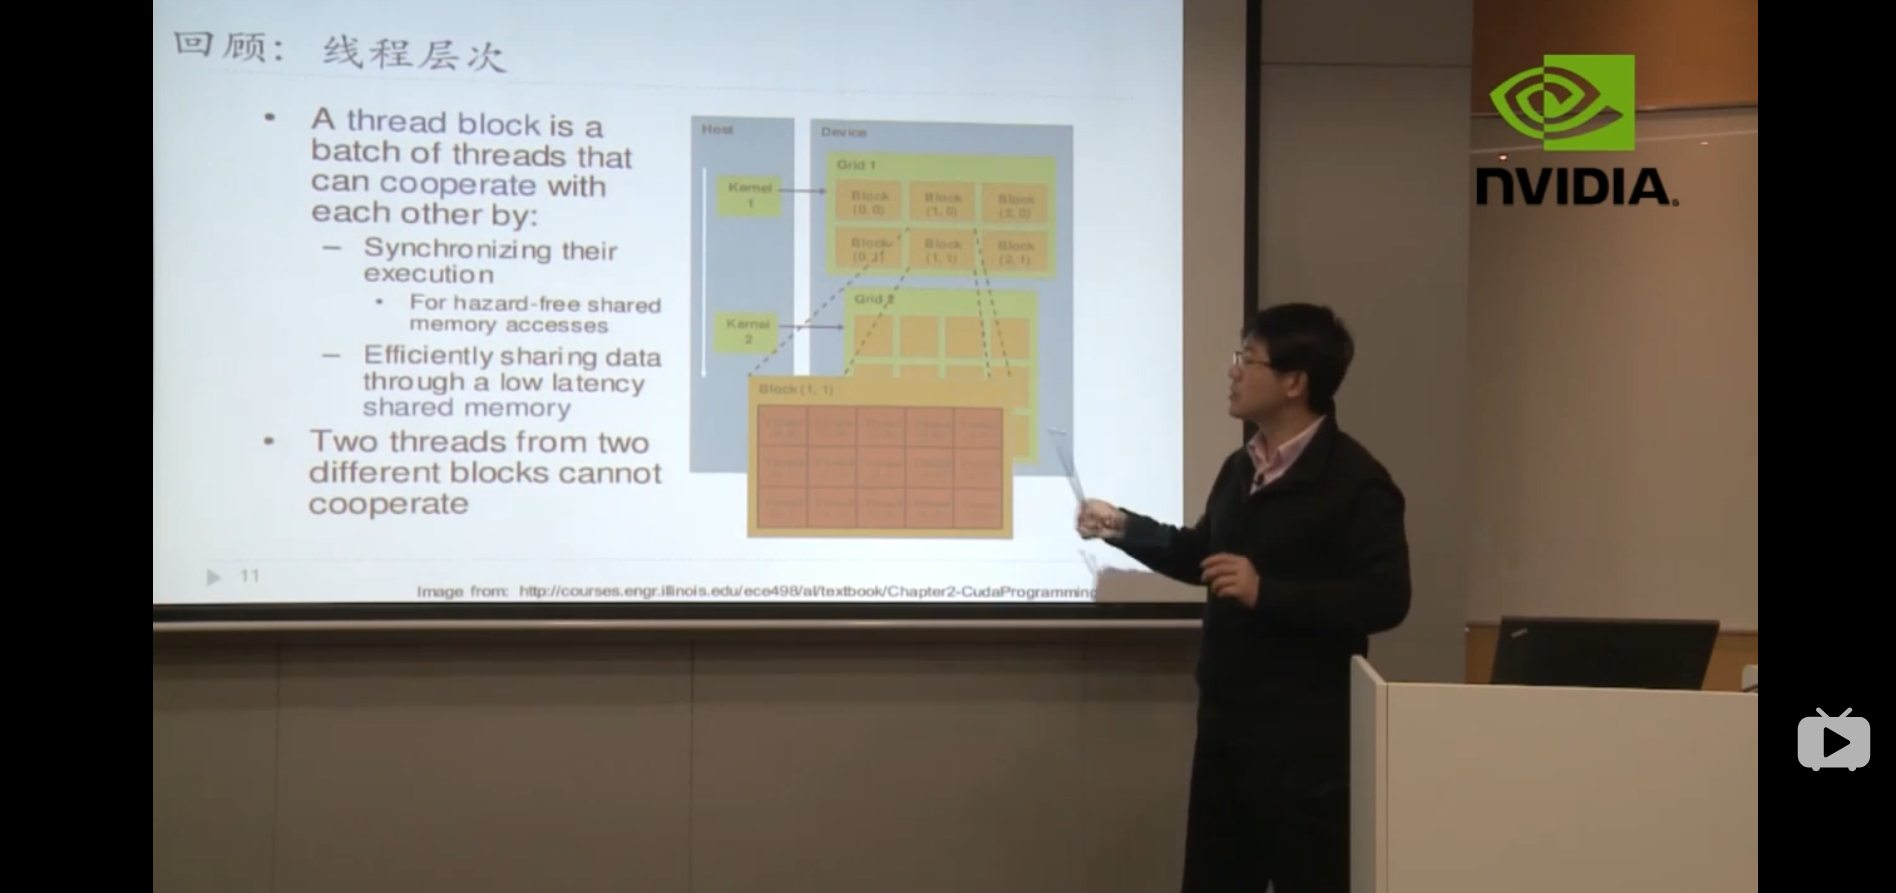 回顾: 线程层次
• A thread block is a
batch of threads that
can cooperate with
each other by:
– Synchronizing their
execution
• For hazard-free shared
memory accesses
– Efficiently sharing data
through a low latency
shared memory
• Two threads from two
different blocks cannot
cooperate
Host
Device
Grid 1
Kernel
1
Block
(0, 0)
Block
(1, 0)
Block
(2, 0)
Block
(0, 1)
Block
(1, 1)
Block
(2, 1)
Grid 2
Kernel
2
Block (1, 1)
11
Image from: http://courses.engr.illinois.edu/ece498/al/textbook/Chapter2-CudaProgramming
NVIDIA